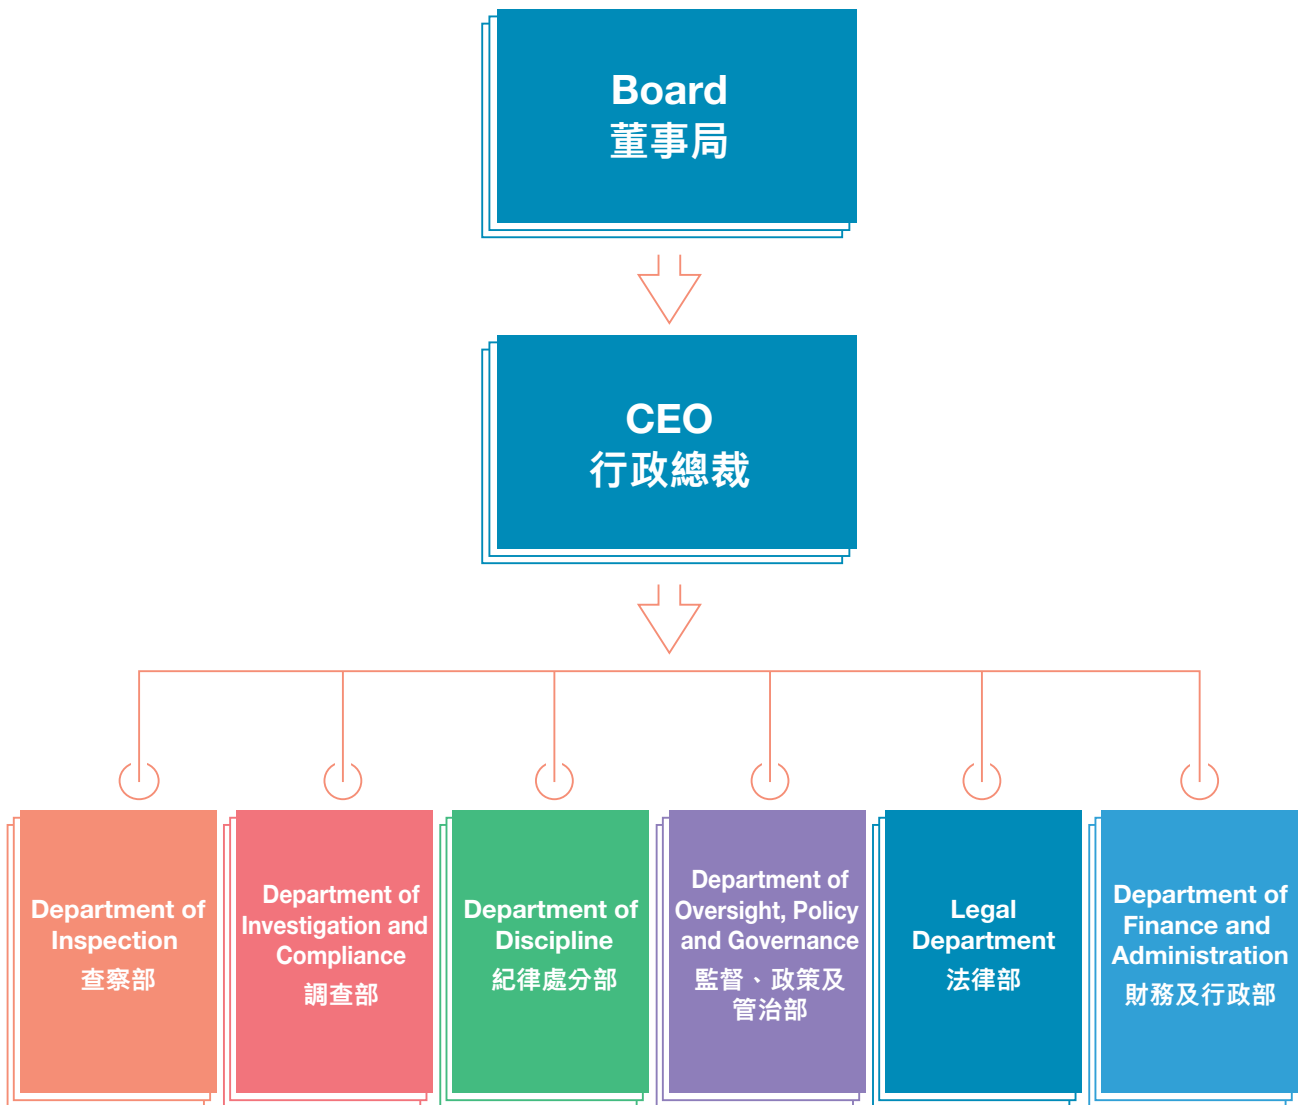 Board
董事局
CEO
行政總裁
Department of
Inspection
查察部
Department of
Investigation and
Compliance
調查部
Department of
Discipline
紀律處分部
Department of
Oversight, Policy
and Governance
監督、政策及
管治部
Legal
Department
法律部
Department of
Finance and
Administration
財務及行政部